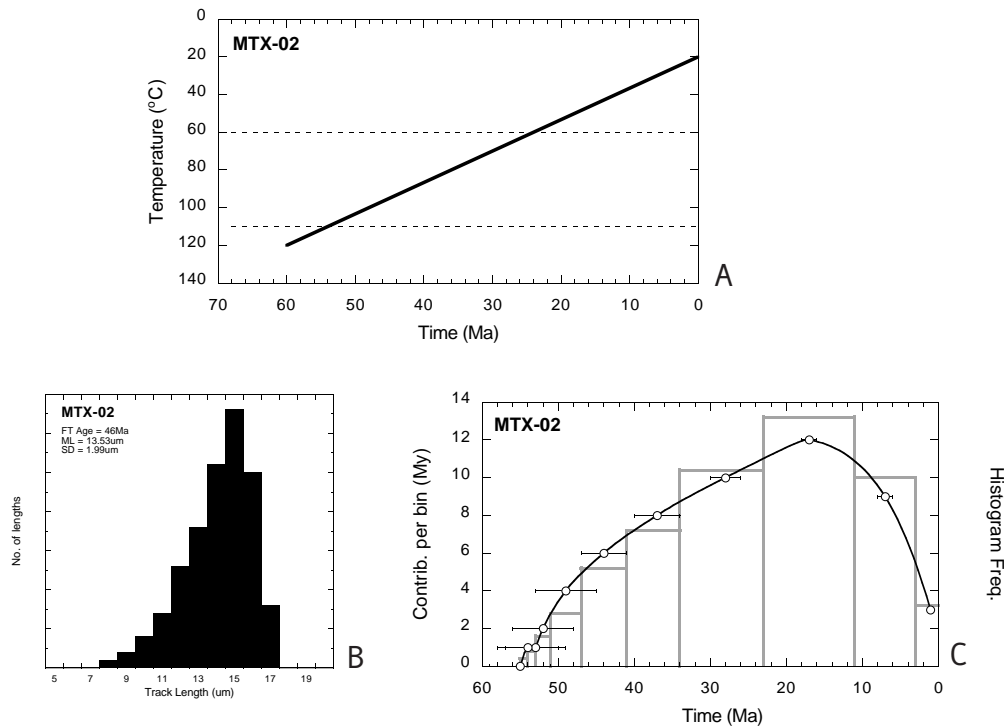 0
20
40
60
80
100
120
140
Temperature (°C)
MTX-02
70 60 50 40 30 20 10 0
Time (Ma)
A
MTX-02
FT Age = 46Ma
ML = 13.53um
SD = 1.99um
No. of lengths
5 7 9 11 13 15 17 19
Track Length (um)
B
14
12
10
8
6
4
2
0
Contrib. per bin (My)
MTX-02
60 50 40 30 20 10 0
Time (Ma)
Histogram Freq.
C